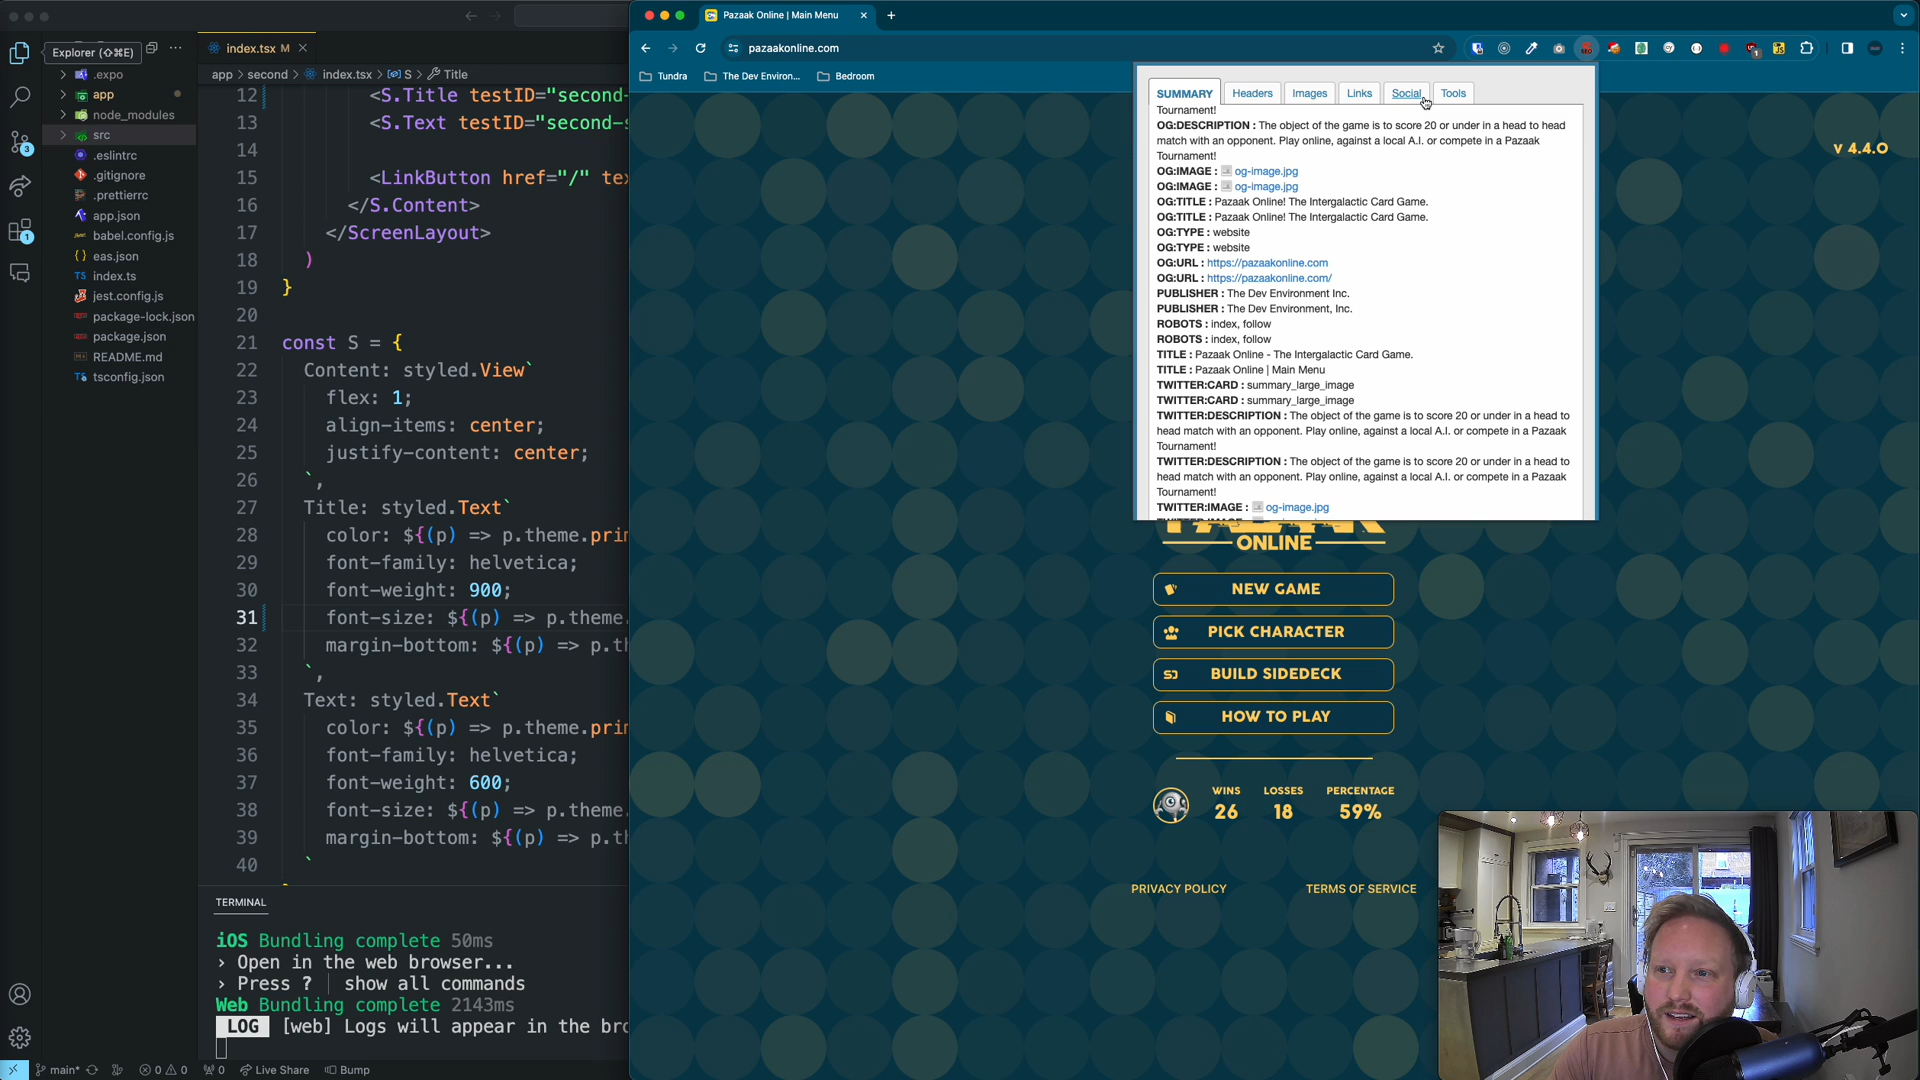 Explorer (⇧⌘E)
.expo
app
node_modules
src
.eslintrc
.gitignore
.prettierrc
app.json
babel.config.js
eas.json
index.ts
jest.config.js
package-lock.json
package.json
README.md
tsconfig.json
3
1
index.tsx M
app > second > index.tsx > S > Title
12 <S.Title testID="second-
13 <S.Text testID="second-s
14
15 <LinkButton href="/" tex
16 </S.Content>
17 </ScreenLayout>
18 )
19 }
20
21 const S = {
22 Content: styled.View`
23 flex: 1;
24 align-items: center;
25 justify-content: center;
26 `,
27 Title: styled.Text`
28 color: ${(p) => p.theme.prim
29 font-family: helvetica;
30 font-weight: 900;
31 font-size: ${(p) => p.theme.
32 margin-bottom: ${(p) => p.th
33 `,
34 Text: styled.Text`
35 color: ${(p) => p.theme.prim
36 font-family: helvetica;
37 font-weight: 600;
38 font-size: ${(p) => p.theme.
39 margin-bottom: ${(p) => p.th
40 `
TERMINAL
iOS Bundling complete 50ms
› Open in the web browser...
› Press ? │ show all commands
Web Bundling complete 2143ms
LOG [web] Logs will appear in the bro
main* 0 0 0 Live Share Bump
Pazaak Online | Main Menu
pazaakonline.com
Tundra The Dev Environ... Bedroom
SUMMARY Headers Images Links Social Tools
Tournament!
OG:DESCRIPTION : The object of the game is to score 20 or under in a head to head
match with an opponent. Play online, against a local A.I. or compete in a Pazaak
Tournament!
OG:IMAGE : og-image.jpg
OG:IMAGE : og-image.jpg
OG:TITLE : Pazaak Online! The Intergalactic Card Game.
OG:TITLE : Pazaak Online! The Intergalactic Card Game.
OG:TYPE : website
OG:TYPE : website
OG:URL : https://pazaakonline.com
OG:URL : https://pazaakonline.com/
PUBLISHER : The Dev Environment Inc.
PUBLISHER : The Dev Environment, Inc.
ROBOTS : index, follow
ROBOTS : index, follow
TITLE : Pazaak Online - The Intergalactic Card Game.
TITLE : Pazaak Online | Main Menu
TWITTER:CARD : summary_large_image
TWITTER:CARD : summary_large_image
TWITTER:DESCRIPTION : The object of the game is to score 20 or under in a head to
head match with an opponent. Play online, against a local A.I. or compete in a Pazaak
Tournament!
TWITTER:DESCRIPTION : The object of the game is to score 20 or under in a head to
head match with an opponent. Play online, against a local A.I. or compete in a Pazaak
Tournament!
TWITTER:IMAGE : og-image.jpg
v 4.4.0
ONLINE
NEW GAME
PICK CHARACTER
BUILD SIDEDECK
HOW TO PLAY
WINS LOSSES PERCENTAGE
26 18 59%
PRIVACY POLICY TERMS OF SERVICE